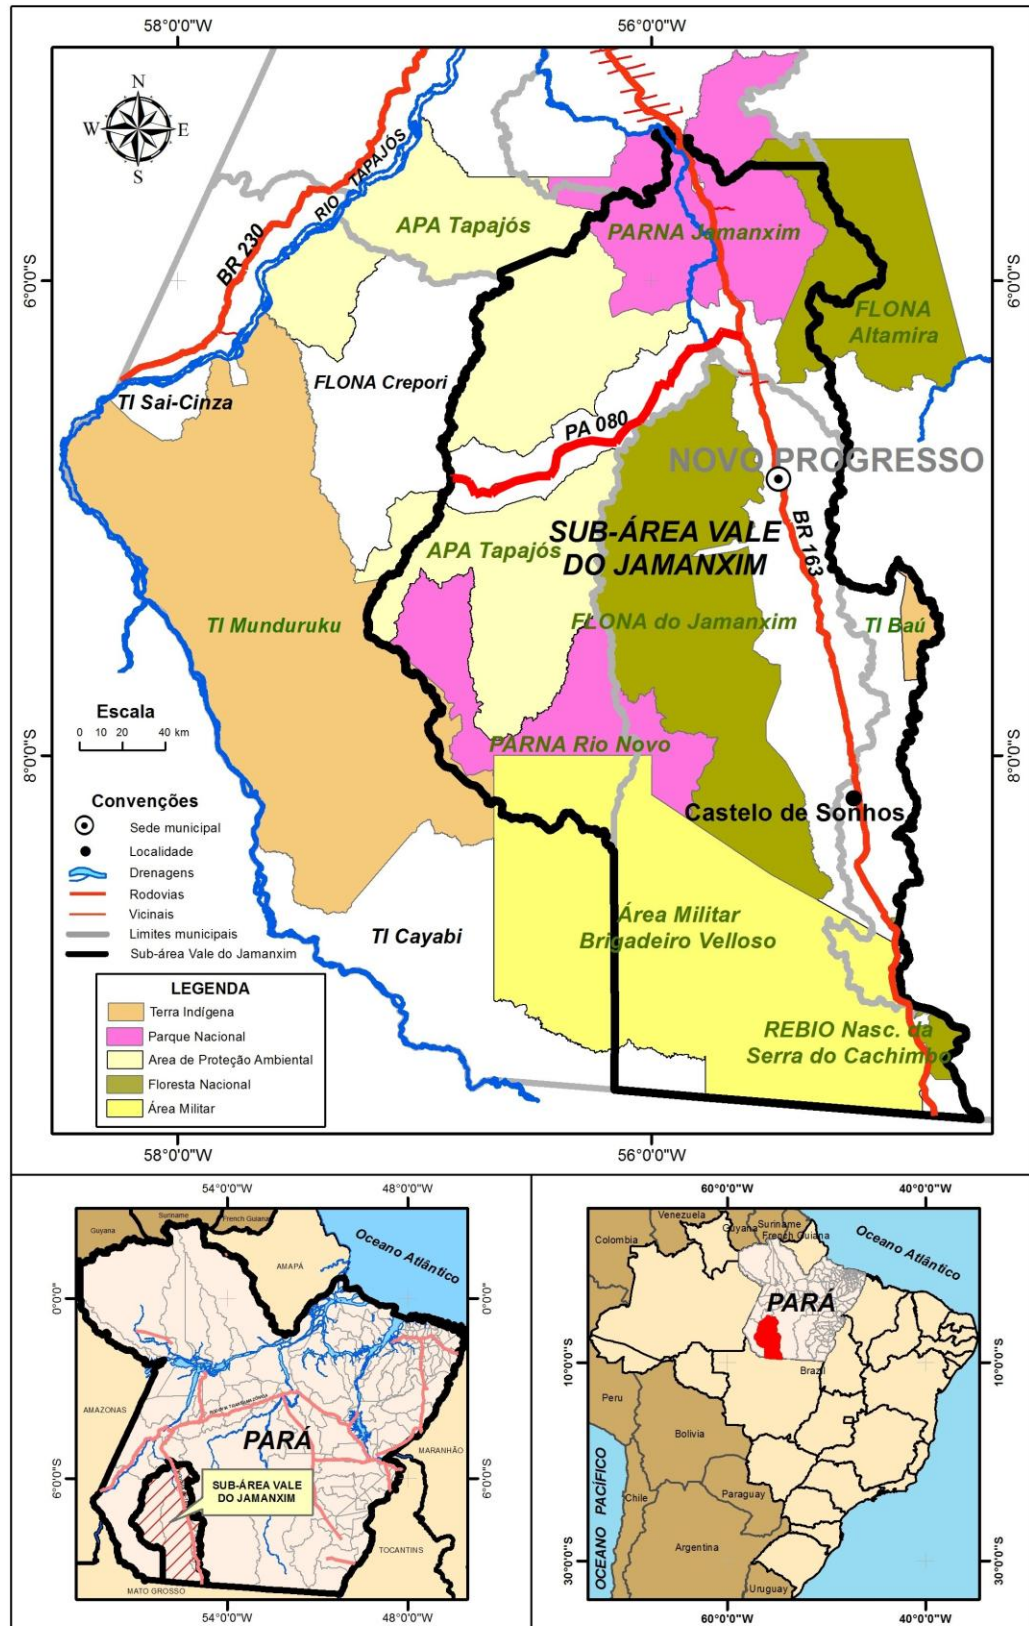 58°0'0"W
56°0'0"W
N
W
E
S
RIO TAPAJÓS
BR 230
APA Tapajós
PARNA Jamanxim
6°0'0"S
6°0'0"S
FLONA
Altamira
FLONA Crepori
TI Sai-Cinza
PA 080
NOVO PROGRESSO
SUB-ÁREA VALE
DO JAMANXIM
BR 163
APA Tapajós
TI Munduruku
FLONA do Jamanxim
TI Baú
Escala
0 10 20 40 km
PARNA Rio Novo
8°0'0"S
8°0'0"S
Castelo de Sonhos
Convenções
Sede municipal
Localidade
Drenagens
Rodovias
Vicinais
Limites municipais
Sub-área Vale do Jamanxim
TI Cayabi
Área Militar
Brigadeiro Velloso
LEGENDA
Terra Indígena
Parque Nacional
Area de Proteção Ambiental
Floresta Nacional
Área Militar
REBIO Nasc. da
Serra do Cachimbo
58°0'0"W
56°0'0"W
54°0'0"W
48°0'0"W
Guyana
Suriname
French Guiana
AMAPÁ
Oceano Atlântico
0°0'0"
0°0'0"
AMAZONAS
PARÁ
MARANHÃO
6°0'0"S
6°0'0"S
SUB-ÁREA VALE
DO JAMANXIM
TOCANTINS
MATO GROSSO
54°0'0"W
48°0'0"W
60°0'0"W
40°0'0"W
Venezuela
Guyana
Suriname
French Guiana
Colombia
Oceano Atlântico
PARÁ
10°0'0"S
10°0'0"S
Brazil
Peru
Bolivia
OCEANO PACÍFICO
Chile
Paraguay
Argentina
30°0'0"S
30°0'0"S
Uruguay
60°0'0"W
40°0'0"W